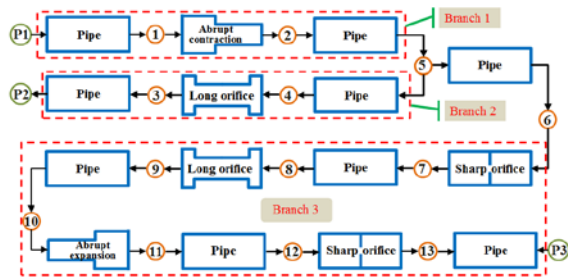 P1 Pipe 1 Abrupt contraction 2 Pipe Branch 1
5 Pipe
P2 Pipe 3 Long orifice 4 Pipe Branch 2
6
Pipe 9 Long orifice 8 Pipe 7 Sharp orifice
10 Branch 3
Abrupt expansion 11 Pipe 12 Sharp orifice 13 Pipe P3